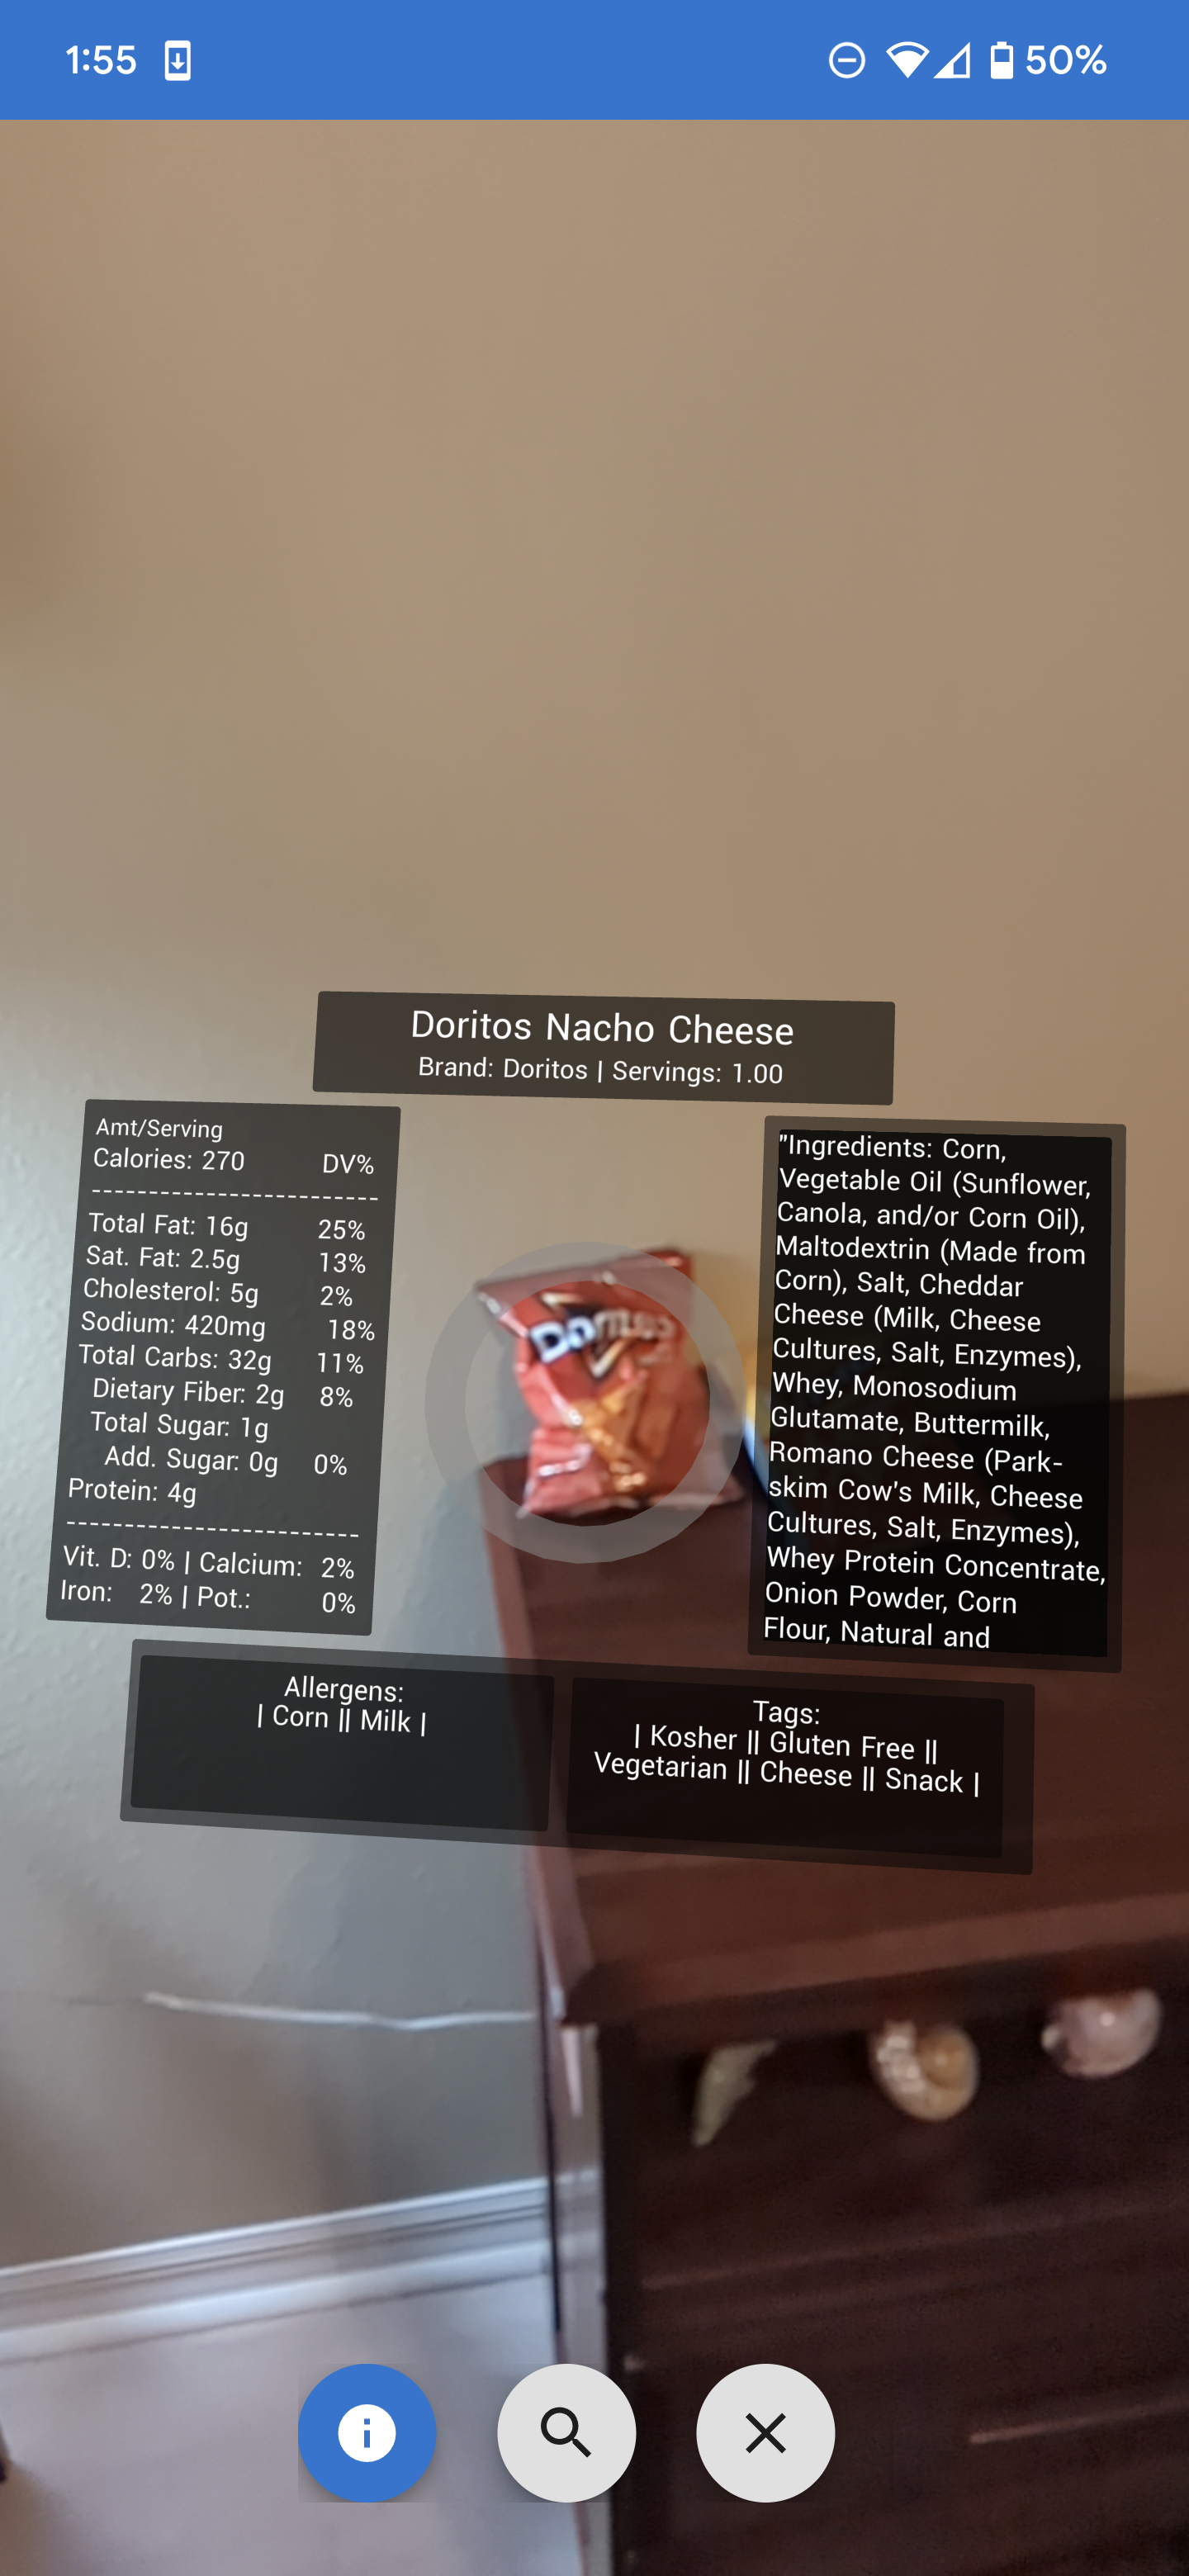 1:55
50%
Doritos Nacho Cheese
Brand: Doritos | Servings: 1.00
Amt/Serving
Calories: 270 DV%
--------------------------
Total Fat: 16g 25%
Sat. Fat: 2.5g 13%
Cholesterol: 5g 2%
Sodium: 420mg 18%
Total Carbs: 32g 11%
Dietary Fiber: 2g 8%
Total Sugar: 1g
Add. Sugar: 0g 0%
Protein: 4g
--------------------------
Vit. D: 0% | Calcium: 2%
Iron: 2% | Pot.: 0%
Doritos
"Ingredients: Corn,
Vegetable Oil (Sunflower,
Canola, and/or Corn Oil),
Maltodextrin (Made from
Corn), Salt, Cheddar
Cheese (Milk, Cheese
Cultures, Salt, Enzymes),
Whey, Monosodium
Glutamate, Buttermilk,
Romano Cheese (Park-
skim Cow's Milk, Cheese
Cultures, Salt, Enzymes),
Whey Protein Concentrate,
Onion Powder, Corn
Flour, Natural and
Allergens:
| Corn || Milk |
Tags:
| Kosher || Gluten Free ||
Vegetarian || Cheese || Snack |